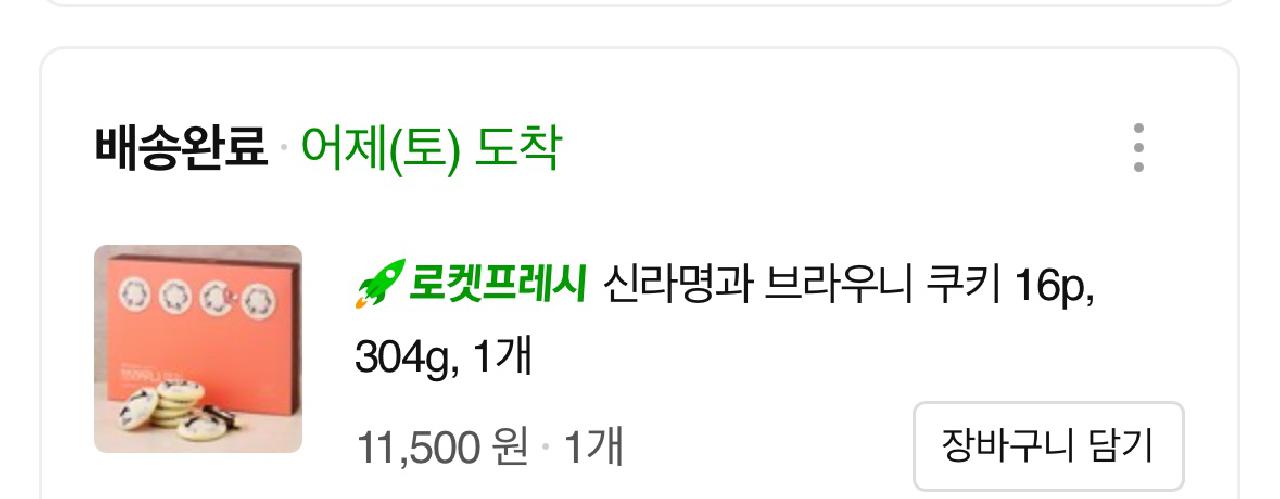 배송완료 · 어제(토) 도착
로켓프레시 신라명과 브라우니 쿠키 16p,
304g, 1개
11,500 원 · 1개
장바구니 담기